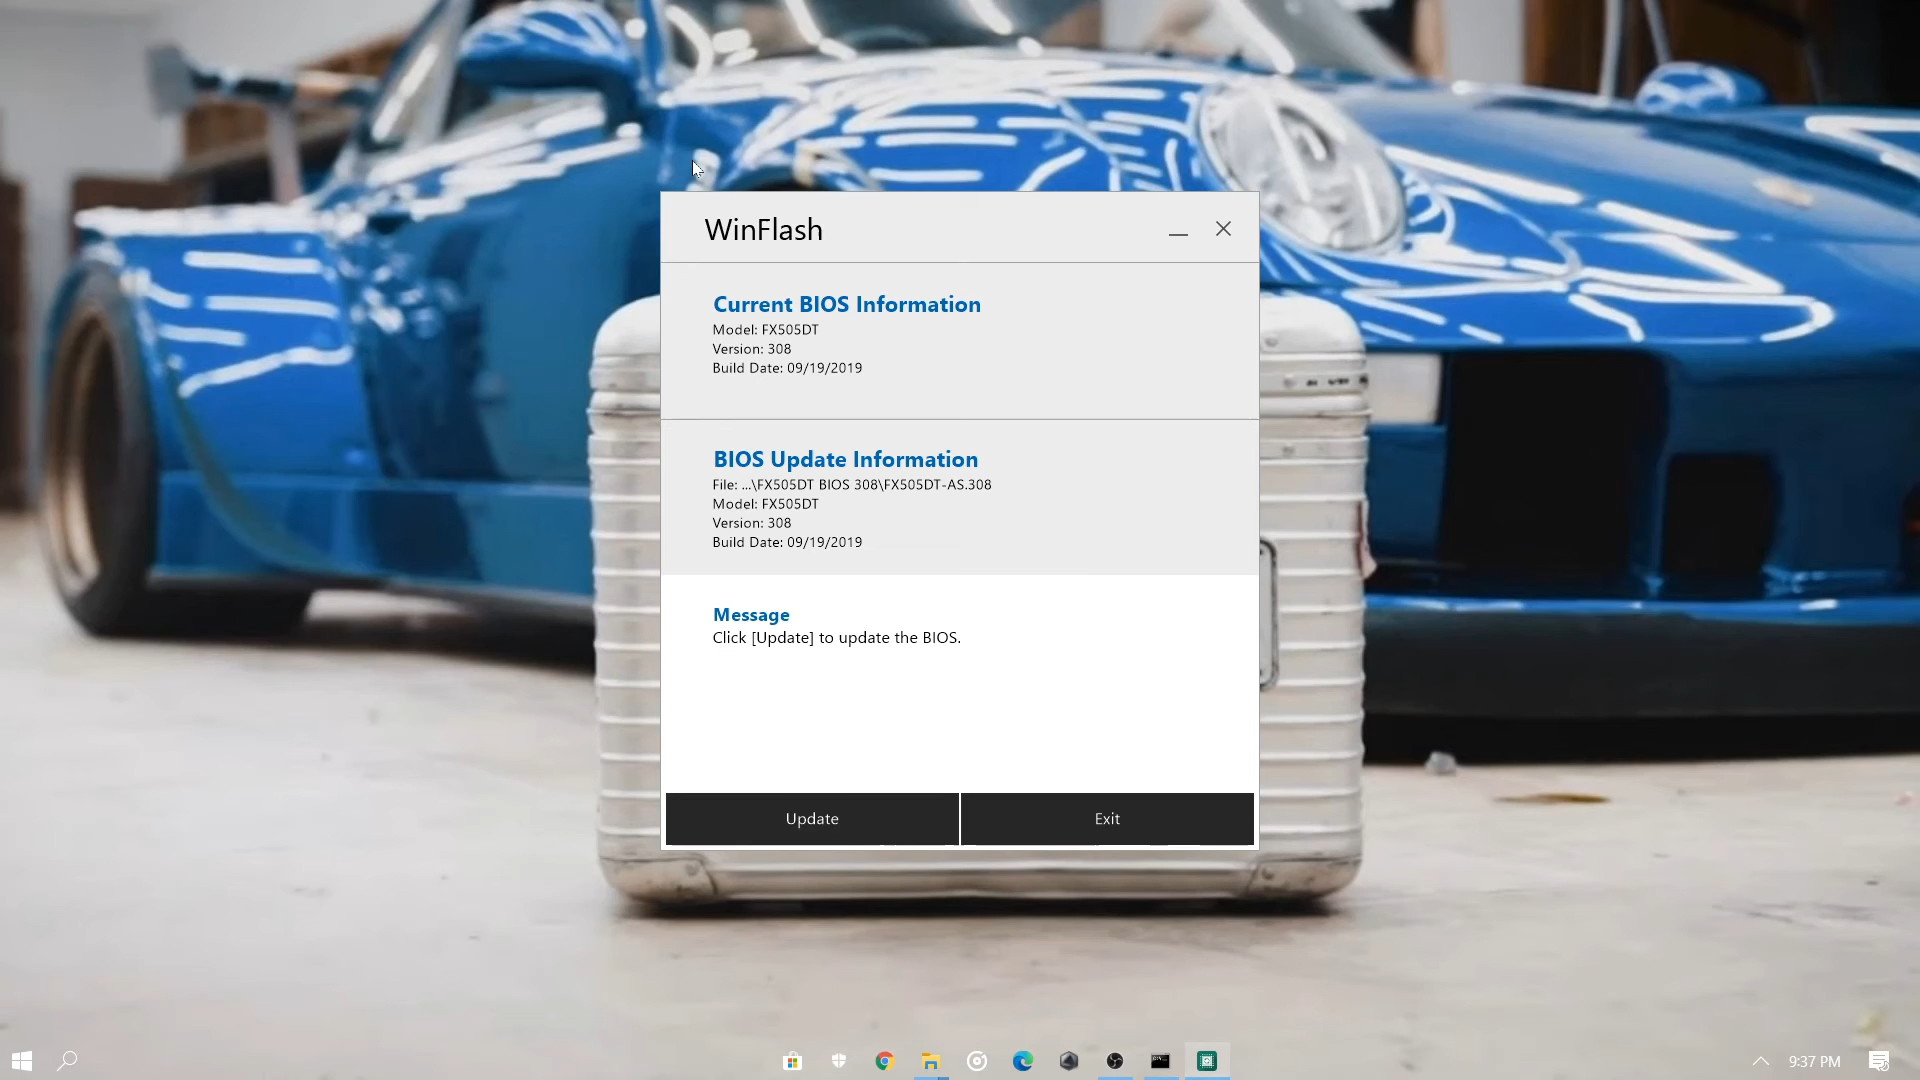 WinFlash
Current BIOS Information
Model: FX505DT
Version: 308
Build Date: 09/19/2019
BIOS Update Information
File: ...\FX505DT BIOS 308\FX505DT-AS.308
Model: FX505DT
Version: 308
Build Date: 09/19/2019
Message
Click [Update] to update the BIOS.
Update
Exit
9:37 PM